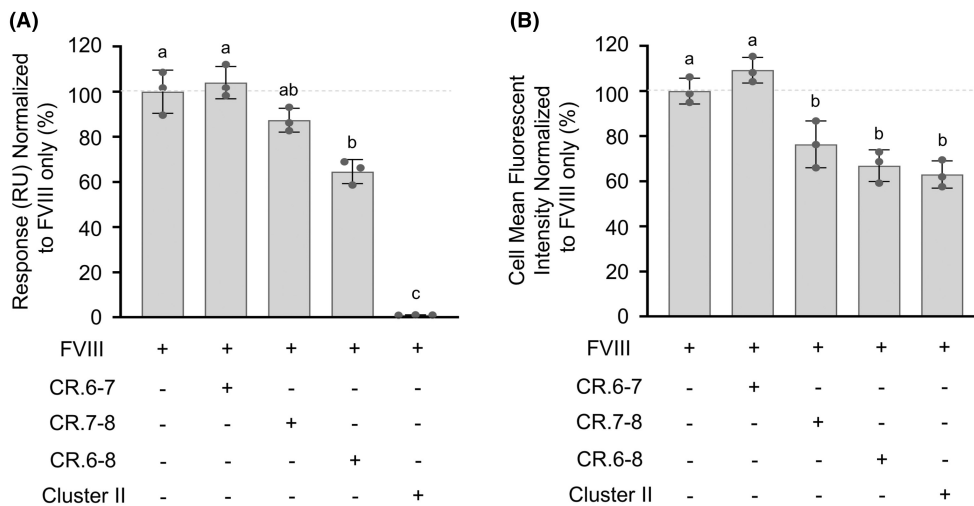 (A)
Response (RU) Normalized
to FVIII only (%)
120
100
80
60
40
20
0
a
a
ab
b
c
FVIII + + + + +
CR.6-7 - + - - -
CR.7-8 - - + - -
CR.6-8 - - - + -
Cluster II - - - - +
(B)
Cell Mean Fluorescent
Intensity Normalized
to FVIII only (%)
120
100
80
60
40
20
0
a
a
b
b
b
FVIII + + + + +
CR.6-7 - + - - -
CR.7-8 - - + - -
CR.6-8 - - - + -
Cluster II - - - - +